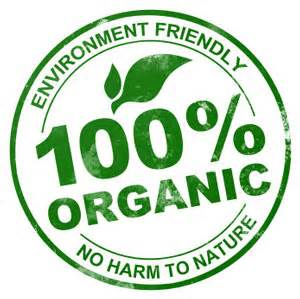 ENVIRONMENT FRIENDLY
100%
ORGANIC
NO HARM TO NATURE